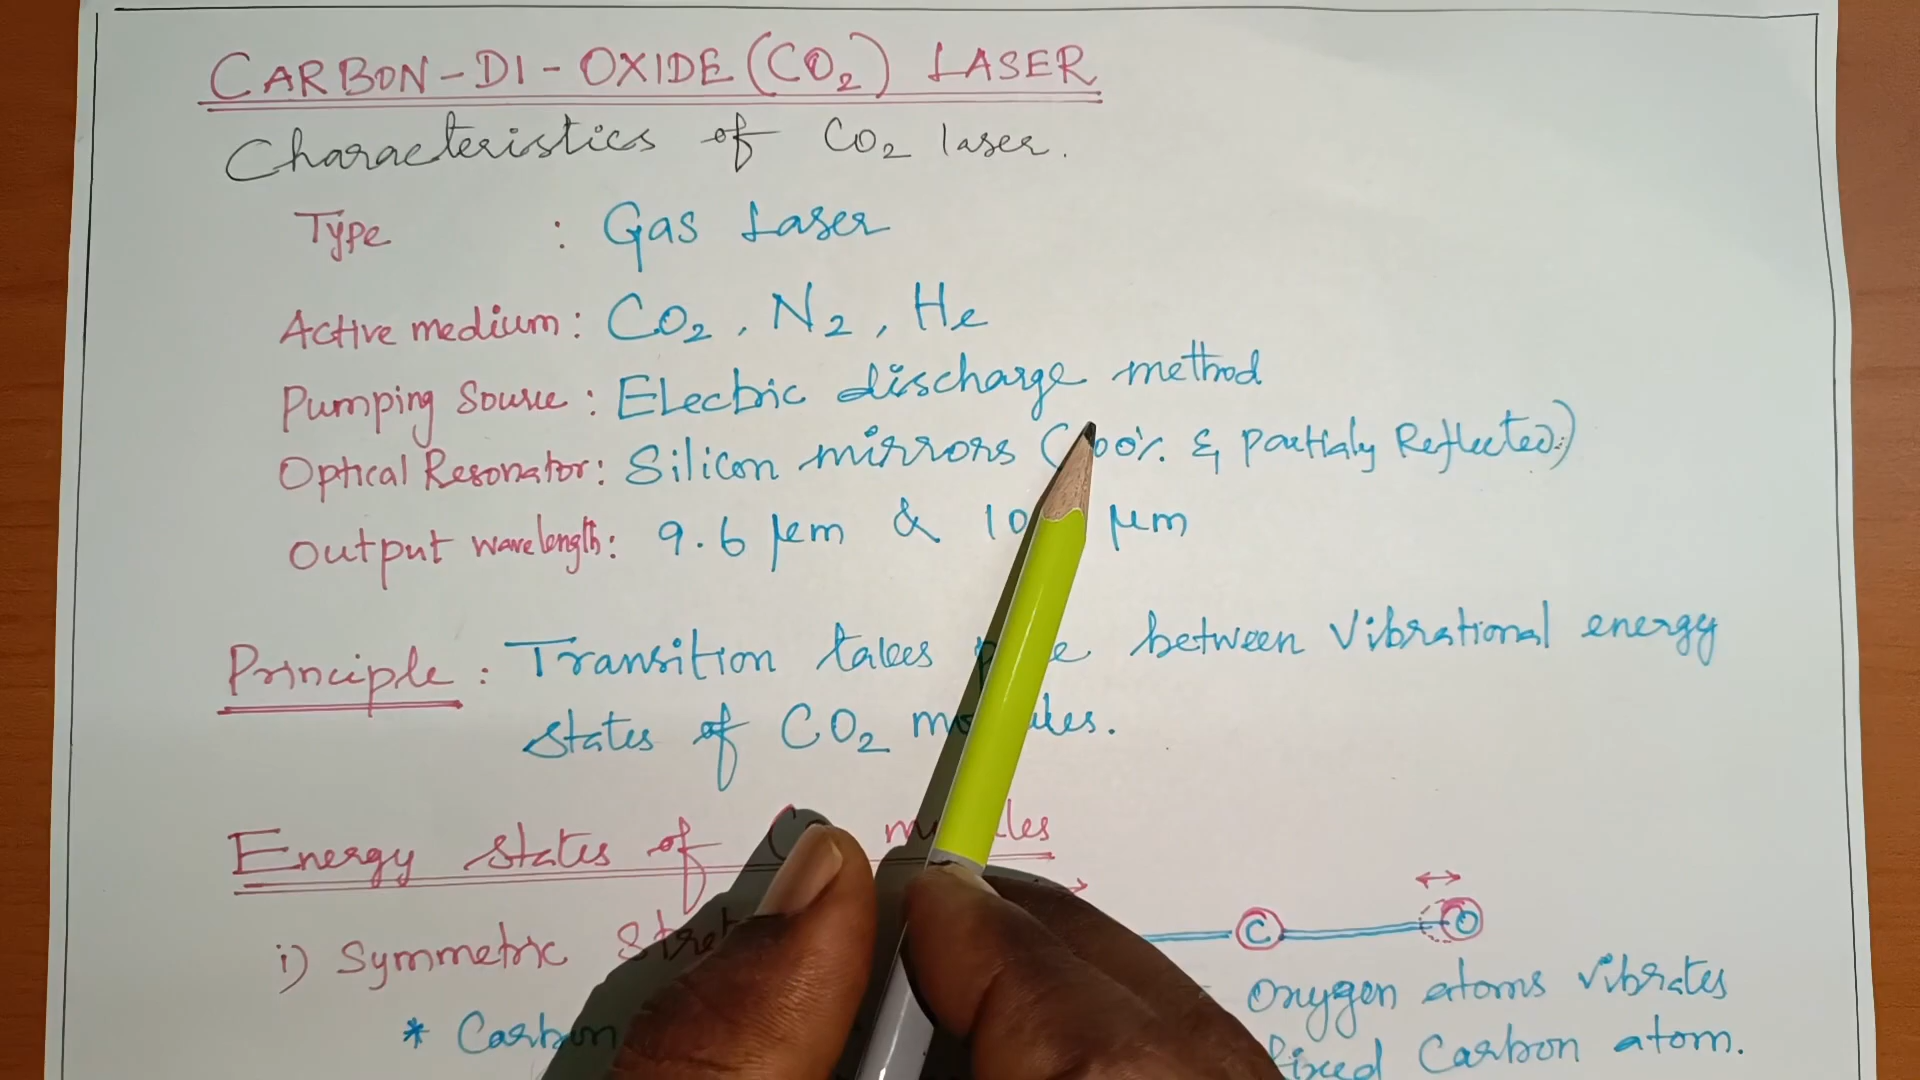 CARBON-DI-OXIDE (CO2) LASER
Characteristics of CO2 laser.
Type : Gas Laser
Active medium: CO2, N2, He
Pumping Source: Electric discharge method
Optical Resonator: Silicon mirrors (100% & Partialy Reflected)
Output wavelength: 9.6 μm & 10 μm
Principle: Transition takes between Vibrational energy
states of CO2
Energy states of
i) Symmetric
C O
Oxygen atoms vibrates
* Carbon fixed Carbon atom.